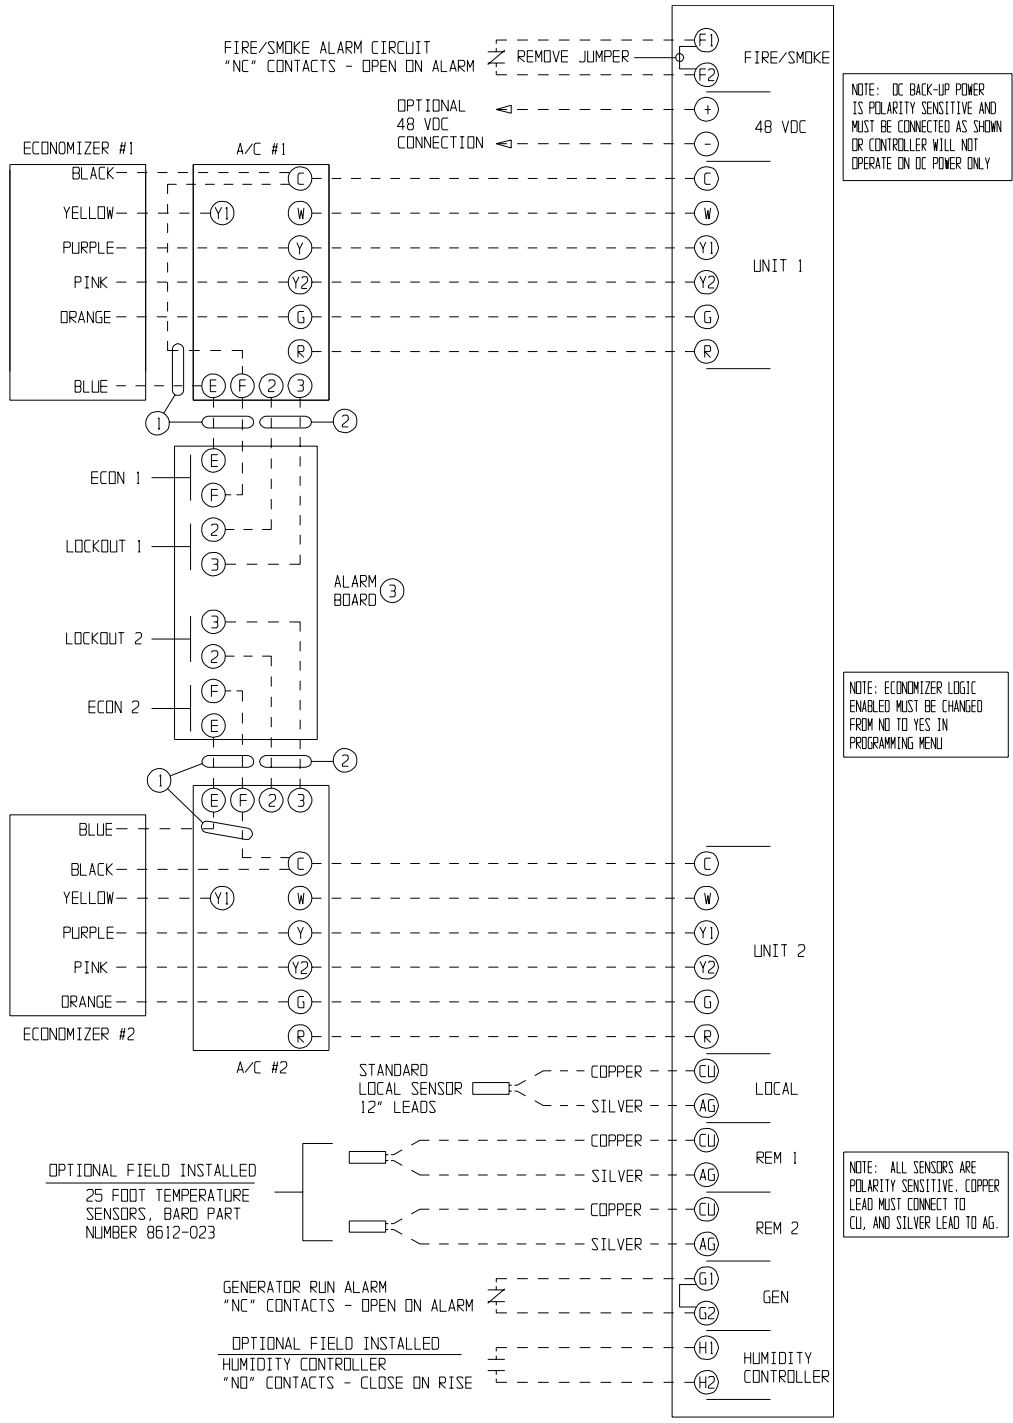 FIRE/SMOKE ALARM CIRCUIT
"NC" CONTACTS - OPEN ON ALARM
REMOVE JUMPER
F1
F2
FIRE/SMOKE
OPTIONAL
48 VDC
CONNECTION
+
-
48 VDC
NOTE: DC BACK-UP POWER
IS POLARITY SENSITIVE AND
MUST BE CONNECTED AS SHOWN
OR CONTROLLER WILL NOT
OPERATE ON DC POWER ONLY
ECONOMIZER #1
A/C #1
BLACK
C
C
YELLOW
Y1
W
W
PURPLE
Y
Y1
UNIT 1
PINK
Y2
Y2
ORANGE
G
G
R
R
BLUE
E
F
2
3
1
2
ECON 1
E
F
LOCKOUT 1
2
3
ALARM
BOARD
3
LOCKOUT 2
3
2
ECON 2
F
E
NOTE: ECONOMIZER LOGIC
ENABLED MUST BE CHANGED
FROM NO TO YES IN
PROGRAMMING MENU
1
2
E
F
2
3
BLUE
BLACK
C
C
YELLOW
Y1
W
W
PURPLE
Y
Y1
UNIT 2
PINK
Y2
Y2
ORANGE
G
G
ECONOMIZER #2
R
R
A/C #2
STANDARD
LOCAL SENSOR
12" LEADS
COPPER
CU
SILVER
AG
LOCAL
OPTIONAL FIELD INSTALLED
25 FOOT TEMPERATURE
SENSORS, BARD PART
NUMBER 8612-023
COPPER
CU
SILVER
AG
REM 1
COPPER
CU
SILVER
AG
REM 2
NOTE: ALL SENSORS ARE
POLARITY SENSITIVE. COPPER
LEAD MUST CONNECT TO
CU, AND SILVER LEAD TO AG.
GENERATOR RUN ALARM
"NC" CONTACTS - OPEN ON ALARM
G1
G2
GEN
OPTIONAL FIELD INSTALLED
HUMIDITY CONTROLLER
"NO" CONTACTS - CLOSE ON RISE
H1
H2
HUMIDITY
CONTROLLER